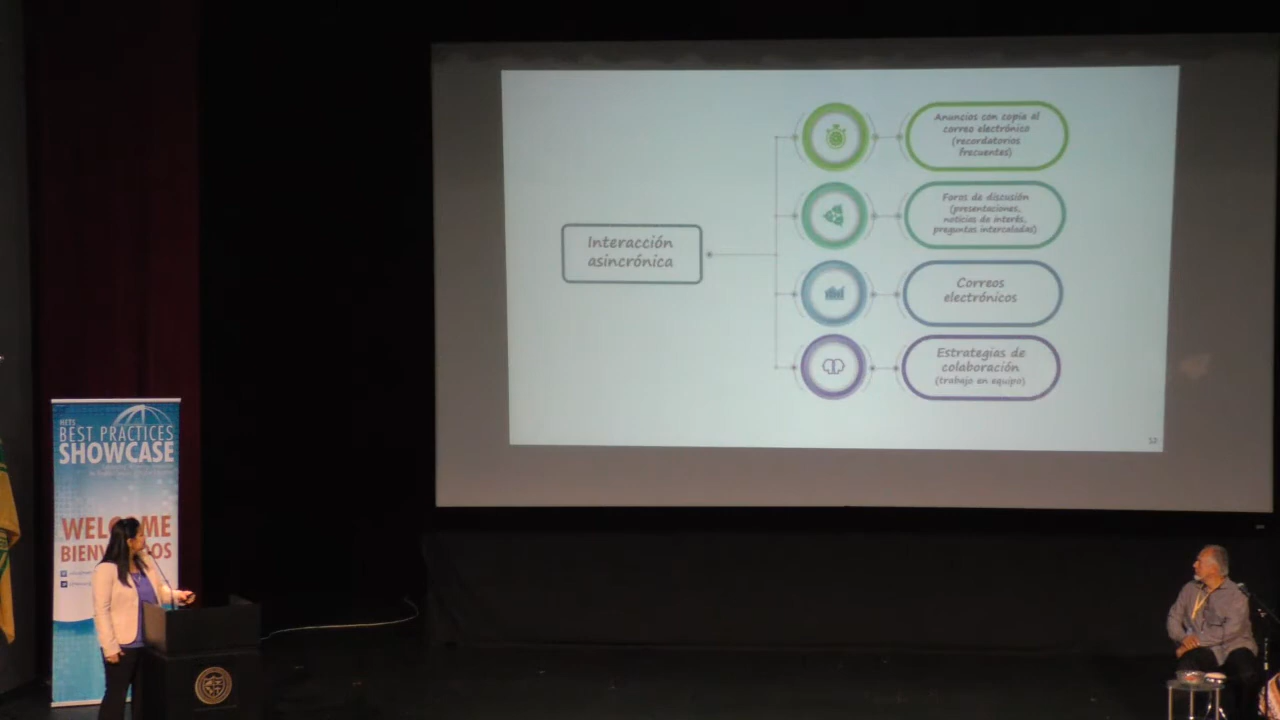 Interacción
asincrónica
Anuncios con copia al
correo electrónico
(recordatorios
frecuentes)
Foros de discusión
(presentaciones,
noticias de interés,
preguntas intercaladas)
Correos
electrónicos
Estrategias de
colaboración
(trabajo en equipo)
HETS
BEST PRACTICES
SHOWCASE
WELCOME